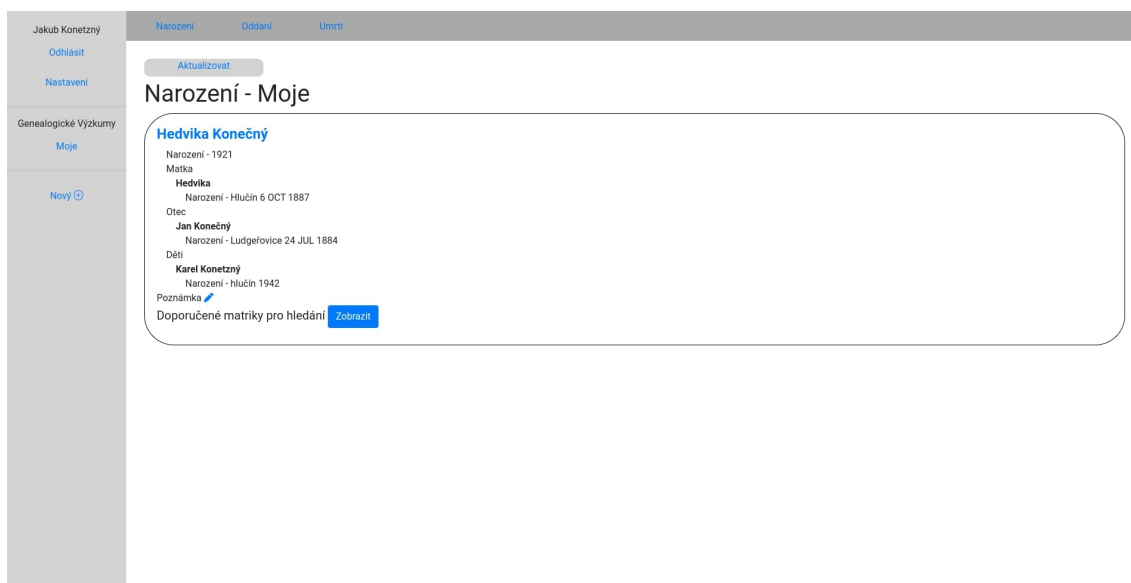 Jakub Konetzný
Odhlásit
Nastavení
Genealogické Výzkumy
Moje
Nový
Narození Oddaní Umrti
Aktualizovat
Narození - Moje
Hedvika Konečný
Narození - 1921
Matka
Hedvika
Narození - Hlučín 6 OCT 1887
Otec
Jan Konečný
Narození - Ludgeřovice 24 JUL 1884
Děti
Karel Konetzný
Narození - hlučín 1942
Poznámka
Doporučené matriky pro hledání Zobrazit